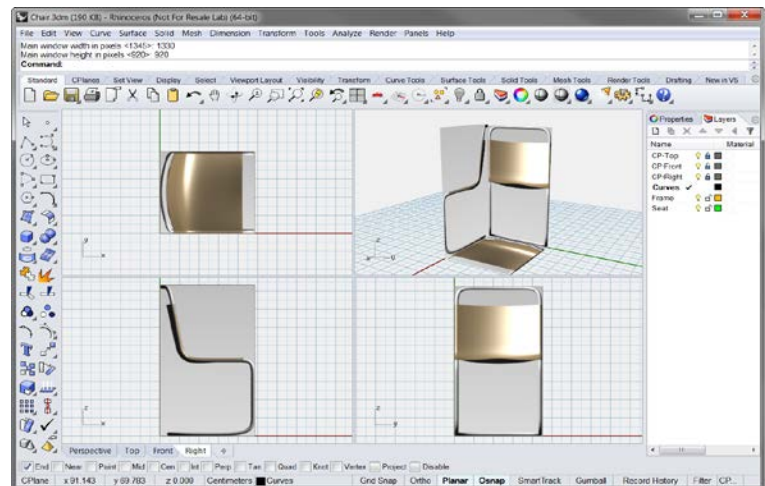 Chair 3dm (190 KB) - Rhinoceros (Not For Resale Lab) (64-bit)
File Edit View Curve Surface Solid Mesh Dimension Transform Tools Analyze Render Panels Help
Main window width in pixels <1345>: 1330
Main window height in pixels <920>: 920
Command:
Standard CPlanes Set View Display Select Viewport Layout Visibility Transform Curve Tools Surface Tools Solid Tools Mesh Tools Render Tools Drafting New in V5
Properties Layers
Name Material
CP-Top
CP-Front
CP-Right
Curves
Frame
Seat
y
x
z
x
z
x
z
y
Perspective Top Front Right
End Near Point Mid Cen Int Perp Tan Quad Knot Vertex Project Disable
CPlane x 91.143 y 69.783 z 0.000 Centimeters Curves Grid Snap Ortho Planar Osnap SmartTrack Gumball Record History Filter CP...